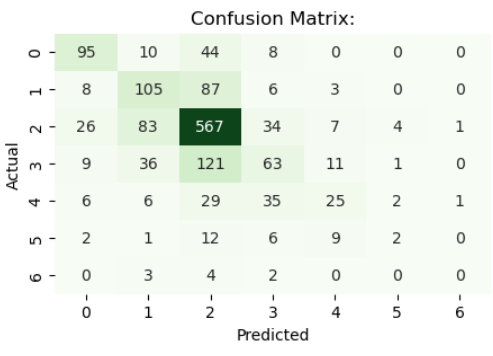 Confusion Matrix:
0 95 10 44 8 0 0 0
1 8 105 87 6 3 0 0
2 26 83 567 34 7 4 1
3 9 36 121 63 11 1 0
4 6 6 29 35 25 2 1
5 2 1 12 6 9 2 0
6 0 3 4 2 0 0 0
Actual
0 1 2 3 4 5 6
Predicted